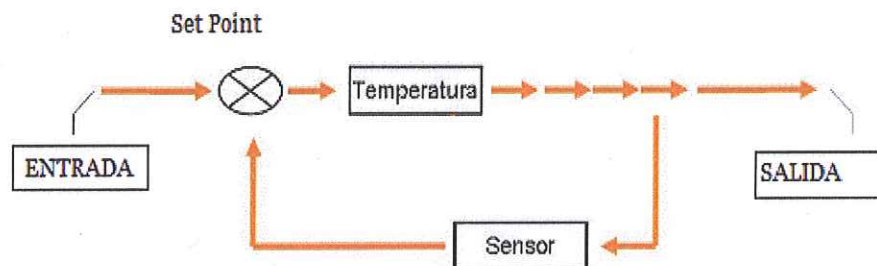 Set Point
Temperatura
ENTRADA
SALIDA
Sensor